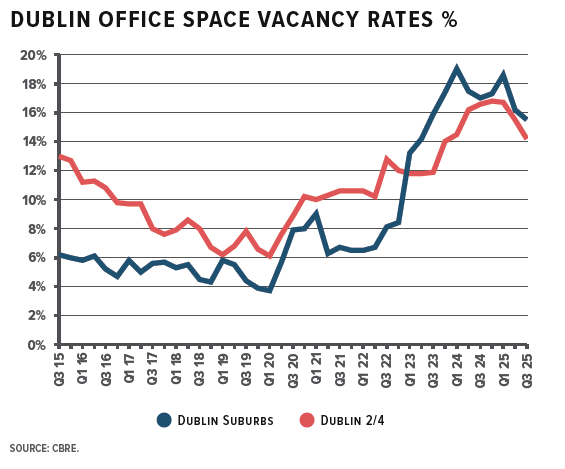 DUBLIN OFFICE SPACE VACANCY RATES %
20%
18%
16%
14%
12%
10%
8%
6%
4%
2%
0%
Q3 15
Q1 16
Q3 16
Q1 17
Q3 17
Q1 18
Q3 18
Q1 19
Q3 19
Q1 20
Q3 20
Q1 21
Q3 21
Q1 22
Q3 22
Q1 23
Q3 23
Q1 24
Q3 24
Q1 25
Q3 25
DUBLIN SUBURBS DUBLIN 2/4
SOURCE: CBRE.